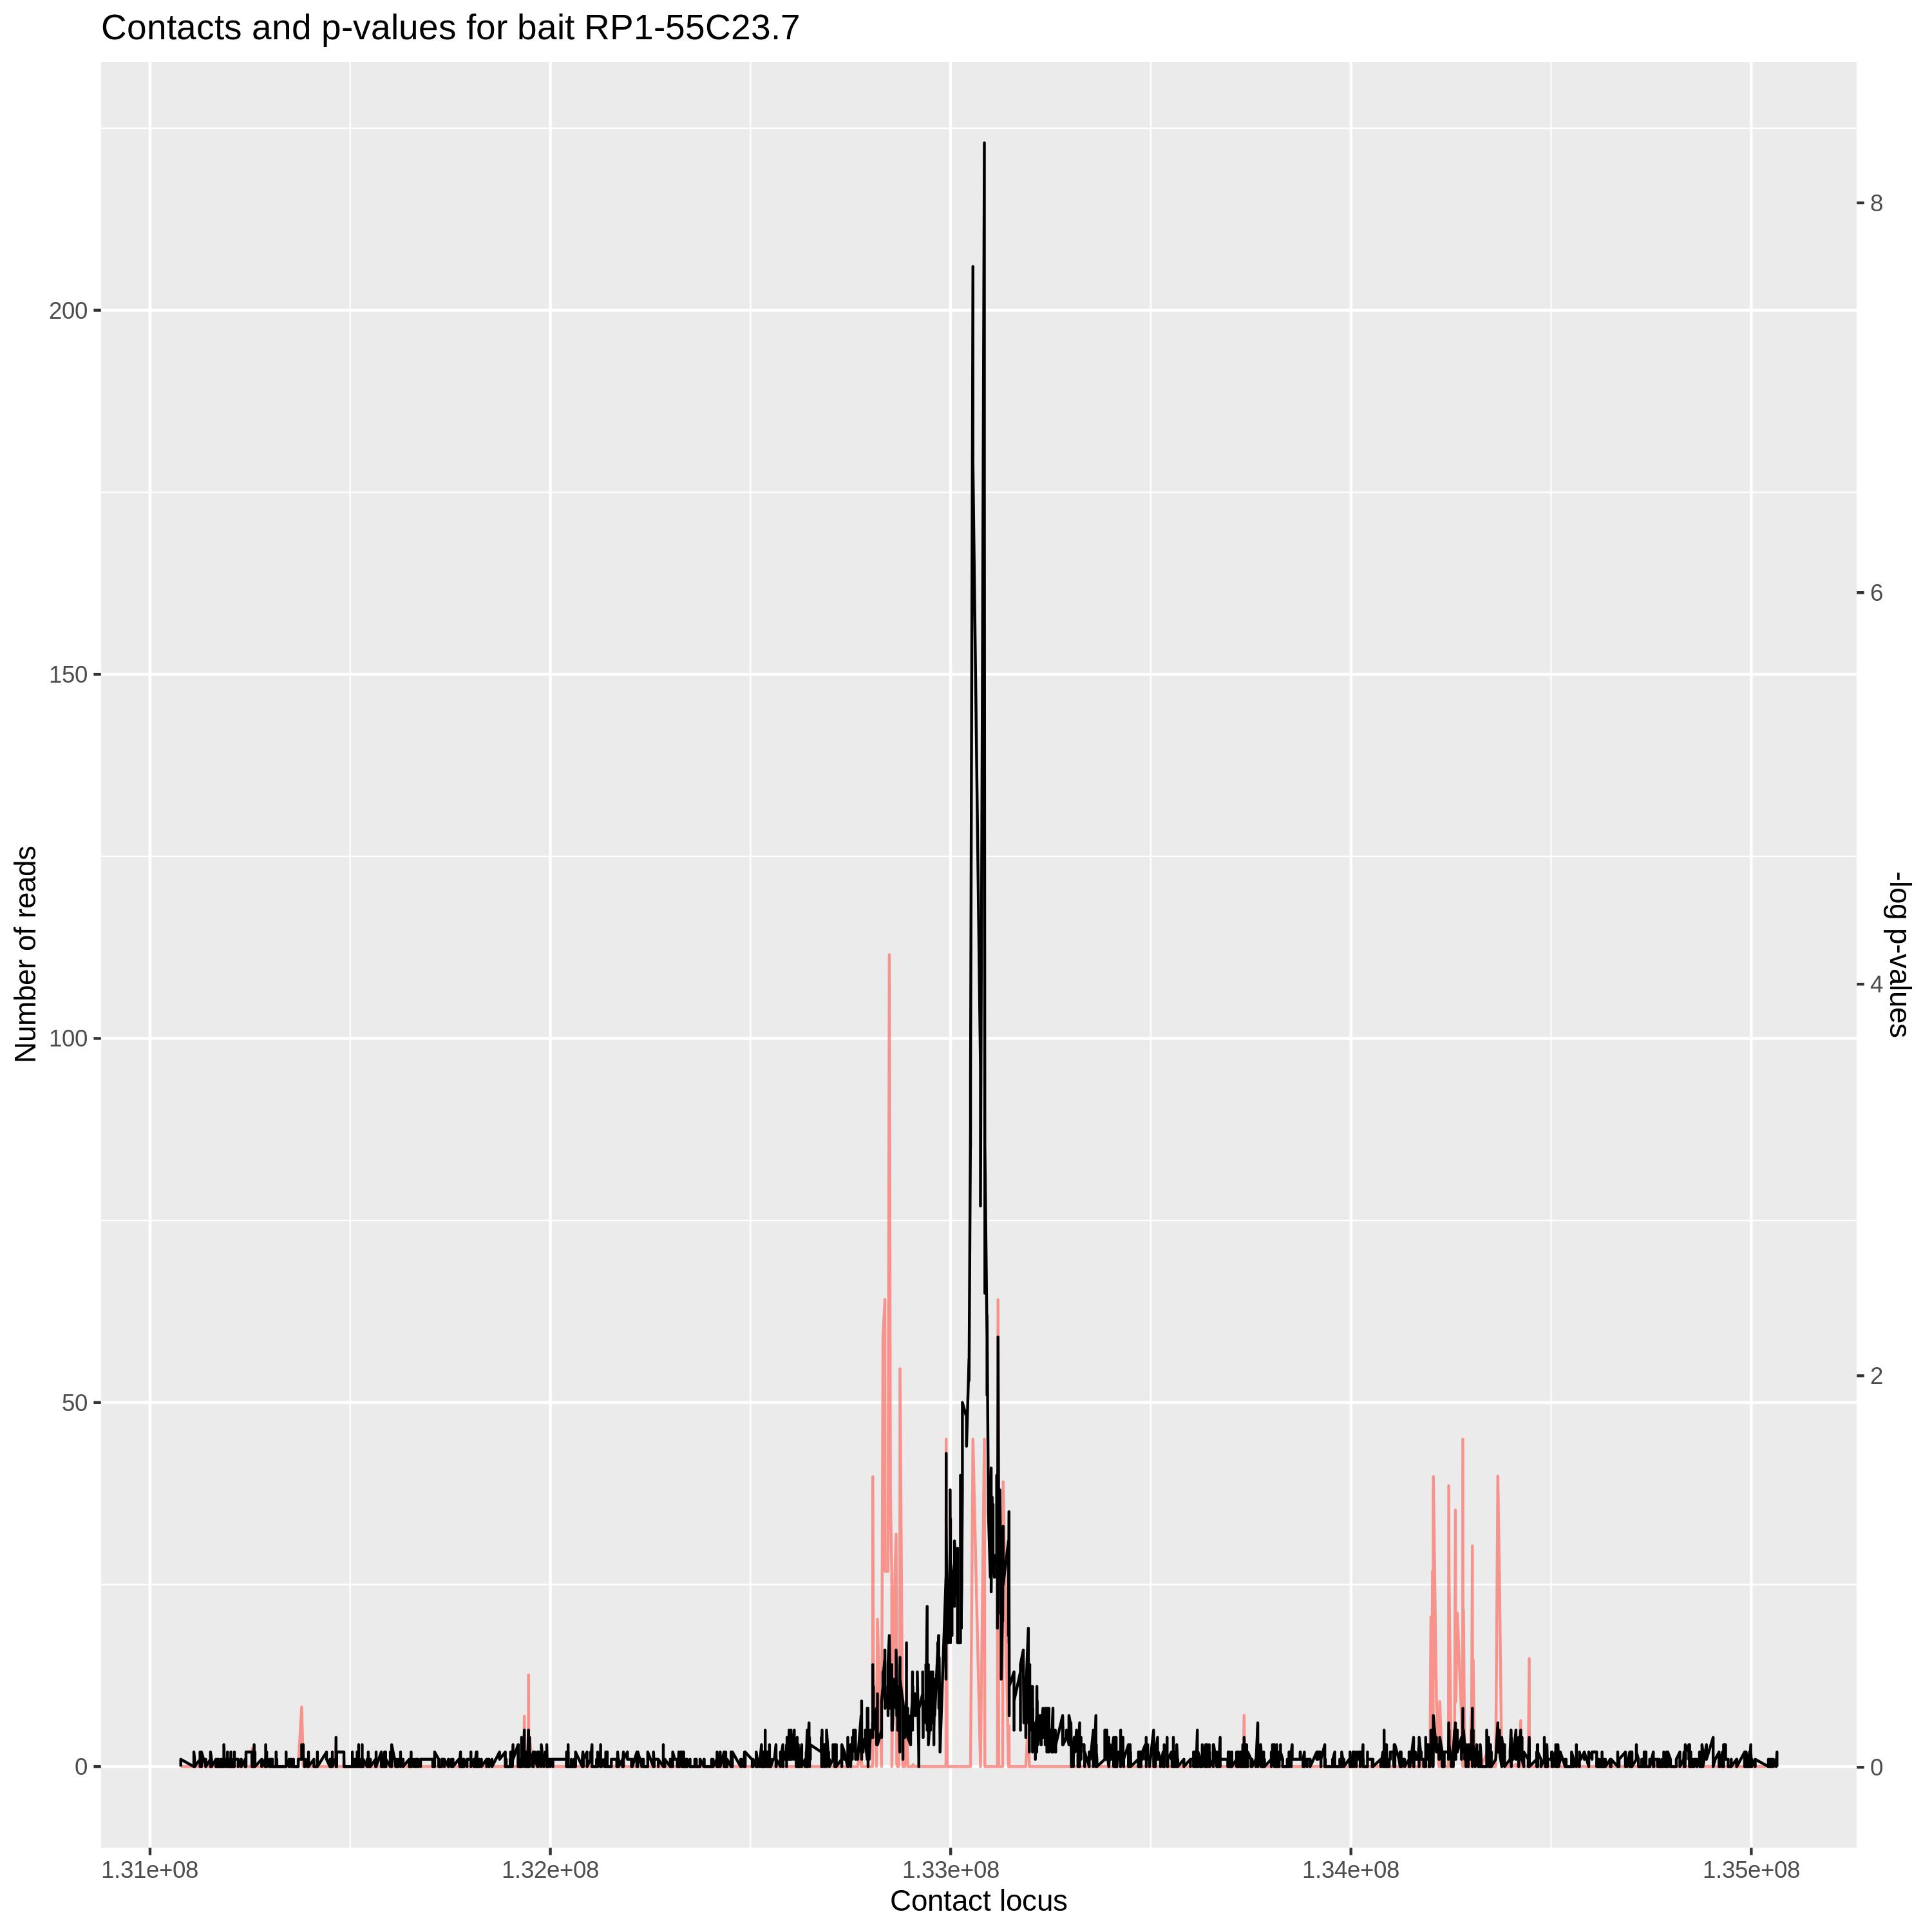 Contacts and p-values for bait RP1-55C23.7
200
150
100
50
0
Number of reads
8
6
4
2
0
-log p-values
1.31e+08
1.32e+08
1.33e+08
1.34e+08
1.35e+08
Contact locus